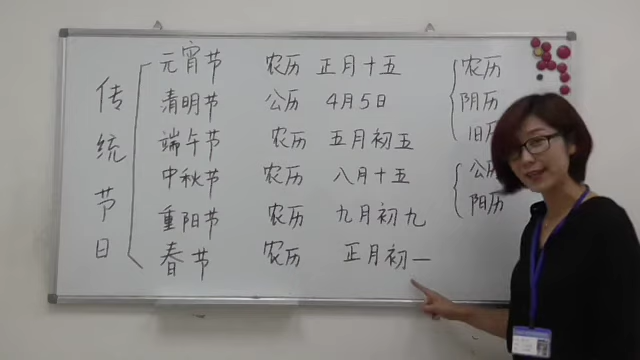 传统节日
元宵节 农历 正月十五
清明节 公历 4月5日
端午节 农历 五月初五
中秋节 农历 八月十五
重阳节 农历 九月初九
春节 农历 正月初一
农历
阴历
旧历
公历
阳历